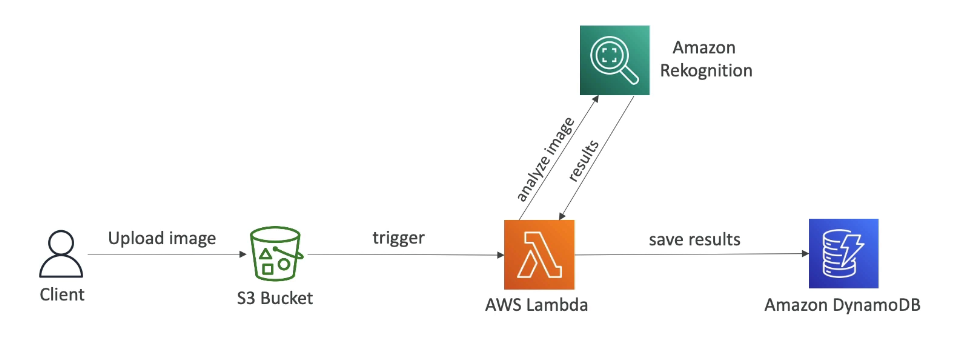 Amazon
Rekognition
analyze image
results
Upload image
trigger
save results
Client
S3 Bucket
AWS Lambda
Amazon DynamoDB